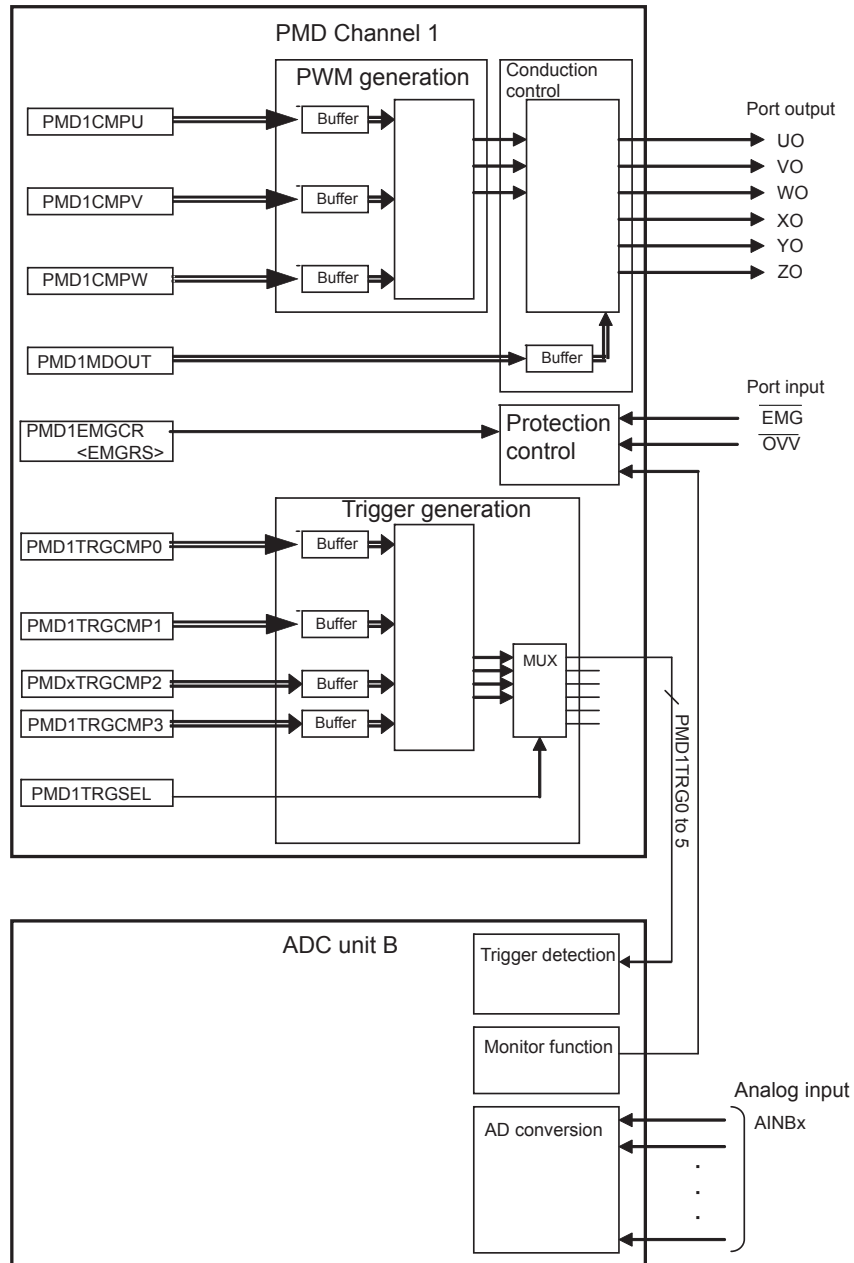 PMD Channel 1
PWM generation
Conduction
control
PMD1CMPU
Buffer
Port output
UO
VO
WO
XO
YO
ZO
PMD1CMPV
Buffer
PMD1CMPW
Buffer
PMD1MDOUT
Buffer
Port input
PMD1EMGCR
<EMGRS>
Protection
control
EMG
OVV
Trigger generation
PMD1TRGCMP0
Buffer
PMD1TRGCMP1
Buffer
MUX
PMDxTRGCMP2
Buffer
PMD1TRGCMP3
Buffer
PMD1TRGSEL
PMD1TRG0 to 5
ADC unit B
Trigger detection
Monitor function
Analog input
AD conversion
AINBx